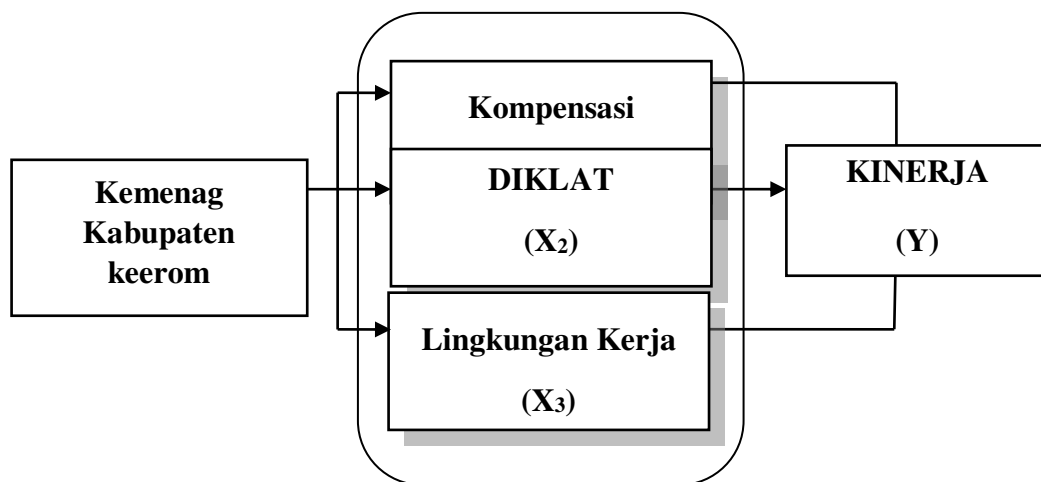 Kemenag
Kabupaten
keerom
Kompensasi
DIKLAT
(X₂)
Lingkungan Kerja
(X₃)
KINERJA
(Y)